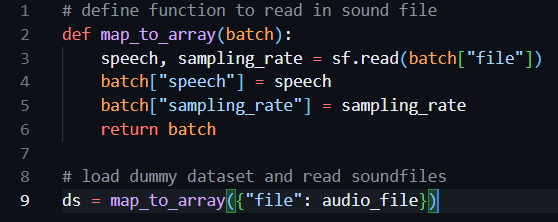 1 # define function to read in sound file
2 def map_to_array(batch):
3     speech, sampling_rate = sf.read(batch["file"])
4     batch["speech"] = speech
5     batch["sampling_rate"] = sampling_rate
6     return batch
7
8 # load dummy dataset and read soundfiles
9 ds = map_to_array({"file": audio_file})